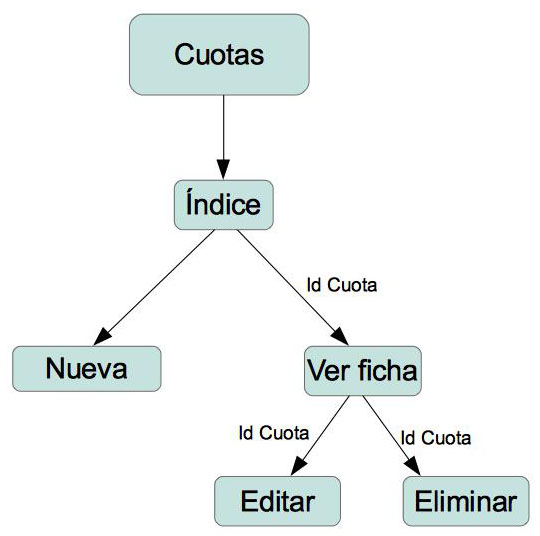 Cuotas
Índice
Id Cuota
Nueva
Ver ficha
Id Cuota
Id Cuota
Editar
Eliminar